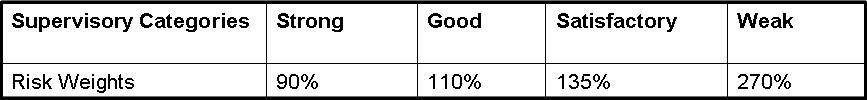 Supervisory Categories Strong Good Satisfactory Weak
Risk Weights 90% 110% 135% 270%